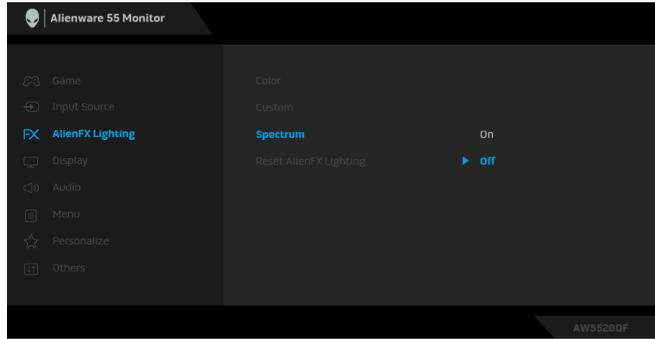 Alienware 55 Monitor
Game
Color
Input Source
Custom
FX AlienFX Lighting
Spectrum
On
Display
Reset AlienFX Lighting
Off
Audio
Menu
Personalize
Others
AW5520QF